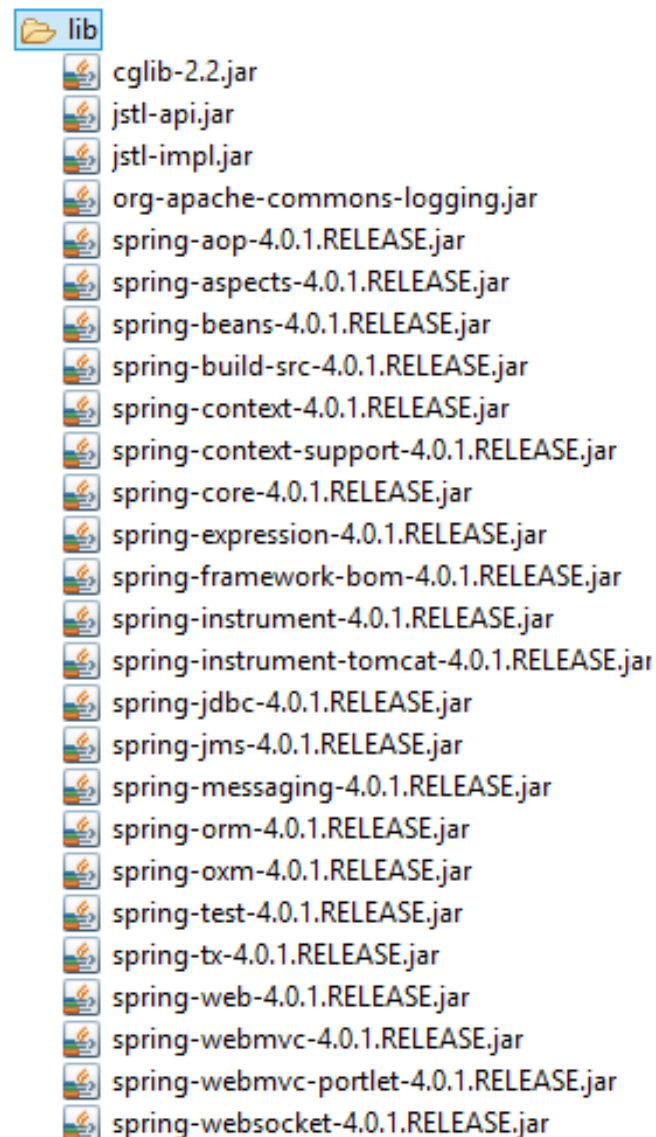 lib
cglib-2.2.jar
jstl-api.jar
jstl-impl.jar
org-apache-commons-logging.jar
spring-aop-4.0.1.RELEASE.jar
spring-aspects-4.0.1.RELEASE.jar
spring-beans-4.0.1.RELEASE.jar
spring-build-src-4.0.1.RELEASE.jar
spring-context-4.0.1.RELEASE.jar
spring-context-support-4.0.1.RELEASE.jar
spring-core-4.0.1.RELEASE.jar
spring-expression-4.0.1.RELEASE.jar
spring-framework-bom-4.0.1.RELEASE.jar
spring-instrument-4.0.1.RELEASE.jar
spring-instrument-tomcat-4.0.1.RELEASE.jar
spring-jdbc-4.0.1.RELEASE.jar
spring-jms-4.0.1.RELEASE.jar
spring-messaging-4.0.1.RELEASE.jar
spring-orm-4.0.1.RELEASE.jar
spring-oxm-4.0.1.RELEASE.jar
spring-test-4.0.1.RELEASE.jar
spring-tx-4.0.1.RELEASE.jar
spring-web-4.0.1.RELEASE.jar
spring-webmvc-4.0.1.RELEASE.jar
spring-webmvc-portlet-4.0.1.RELEASE.jar
spring-websocket-4.0.1.RELEASE.jar